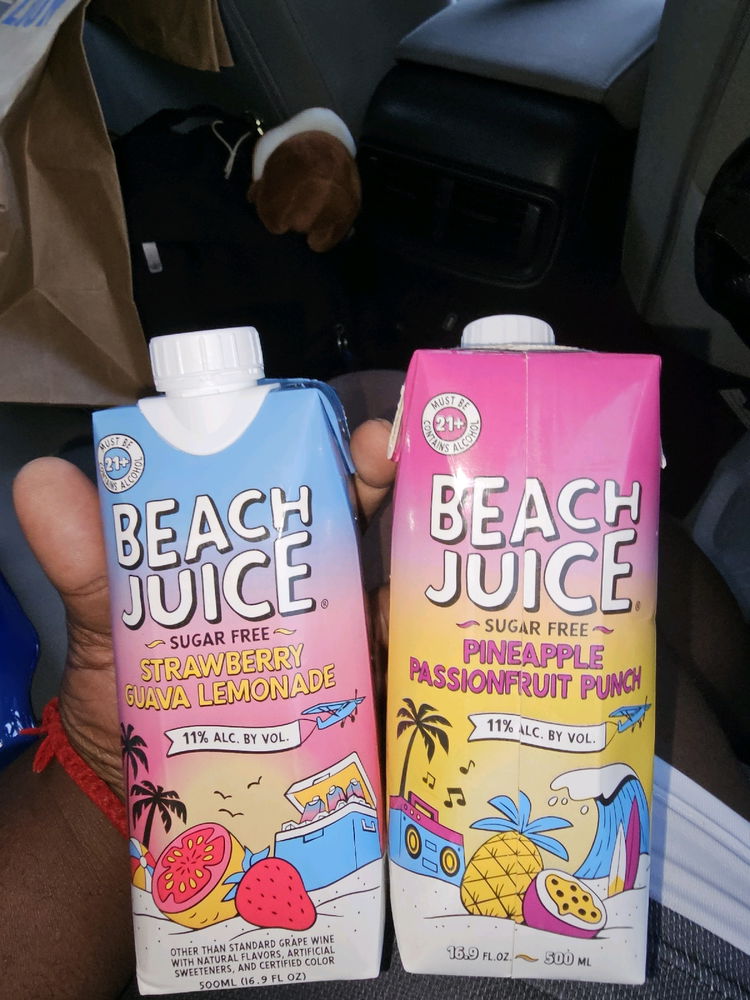 MUST BE
21+
CONTAINS ALCOHOL
BEACH
JUICE®
SUGAR FREE
STRAWBERRY
GUAVA LEMONADE
11% ALC. BY VOL.
OTHER THAN STANDARD GRAPE WINE
WITH NATURAL FLAVORS, ARTIFICIAL
SWEETENERS, AND CERTIFIED COLOR
500ML (16.9 FL OZ)
MUST BE
21+
CONTAINS ALCOHOL
BEACH
JUICE®
SUGAR FREE
PINEAPPLE
PASSIONFRUIT PUNCH
11% ALC. BY VOL.
16.9 FL.OZ. ~ 500 ML